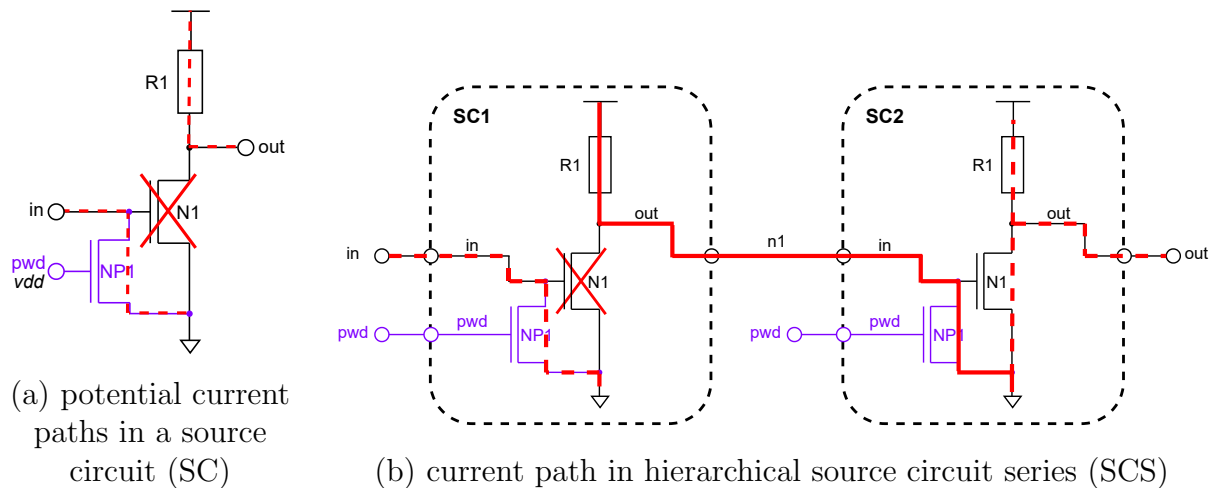 R1
out
in
N1
pwd
vdd
NP1
(a) potential current
paths in a source
circuit (SC)
SC1
R1
out
in
in
N1
pwd
pwd
NP1
n1
SC2
R1
out
in
out
N1
pwd
pwd
NP1
(b) current path in hierarchical source circuit series (SCS)